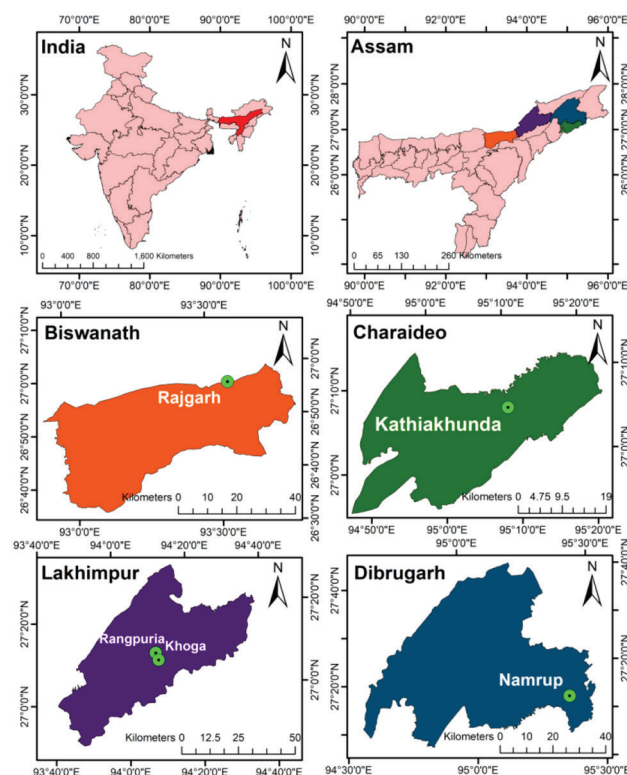 India
N
70°0'0"E 80°0'0"E 90°0'0"E 100°0'0"E
30°0'0"N
20°0'0"N
10°0'0"N
30°0'0"N
20°0'0"N
10°0'0"N
0 400 800 1,600 Kilometers
70°0'0"E 80°0'0"E 90°0'0"E 100°0'0"E
Assam
N
90°0'0"E 92°0'0"E 94°0'0"E 96°0'0"E
28°0'0"N
27°0'0"N
26°0'0"N
28°0'0"N
27°0'0"N
26°0'0"N
0 65 130 260 Kilometers
90°0'0"E 92°0'0"E 94°0'0"E 96°0'0"E
93°0'0"E 93°30'0"E
Biswanath
N
27°10'0"N
27°0'0"N
26°50'0"N
26°40'0"N
27°0'0"N
26°50'0"N
26°40'0"N
26°30'0"N
Rajgarh
Kilometers 0 10 20 40
93°0'0"E 93°30'0"E
94°50'0"E 95°0'0"E 95°10'0"E 95°20'0"E
Charaideo
N
27°10'0"N
27°0'0"N
27°10'0"N
27°0'0"N
Kathiakhunda
Kilometers 0 4.75 9.5 19
94°50'0"E 95°0'0"E 95°10'0"E 95°20'0"E
93°40'0"E 94°0'0"E 94°20'0"E 94°40'0"E
Lakhimpur
N
27°20'0"N
27°0'0"N
27°20'0"N
27°0'0"N
Rangpuria
Khoga
Kilometers
0 12.5 25 50
93°40'0"E 94°0'0"E 94°20'0"E 94°40'0"E
95°0'0"E 95°30'0"E
Dibrugarh
N
27°40'0"N
27°20'0"N
27°40'0"N
27°20'0"N
Namrup
Kilometers
0 10 20 40
94°30'0"E 95°0'0"E 95°30'0"E